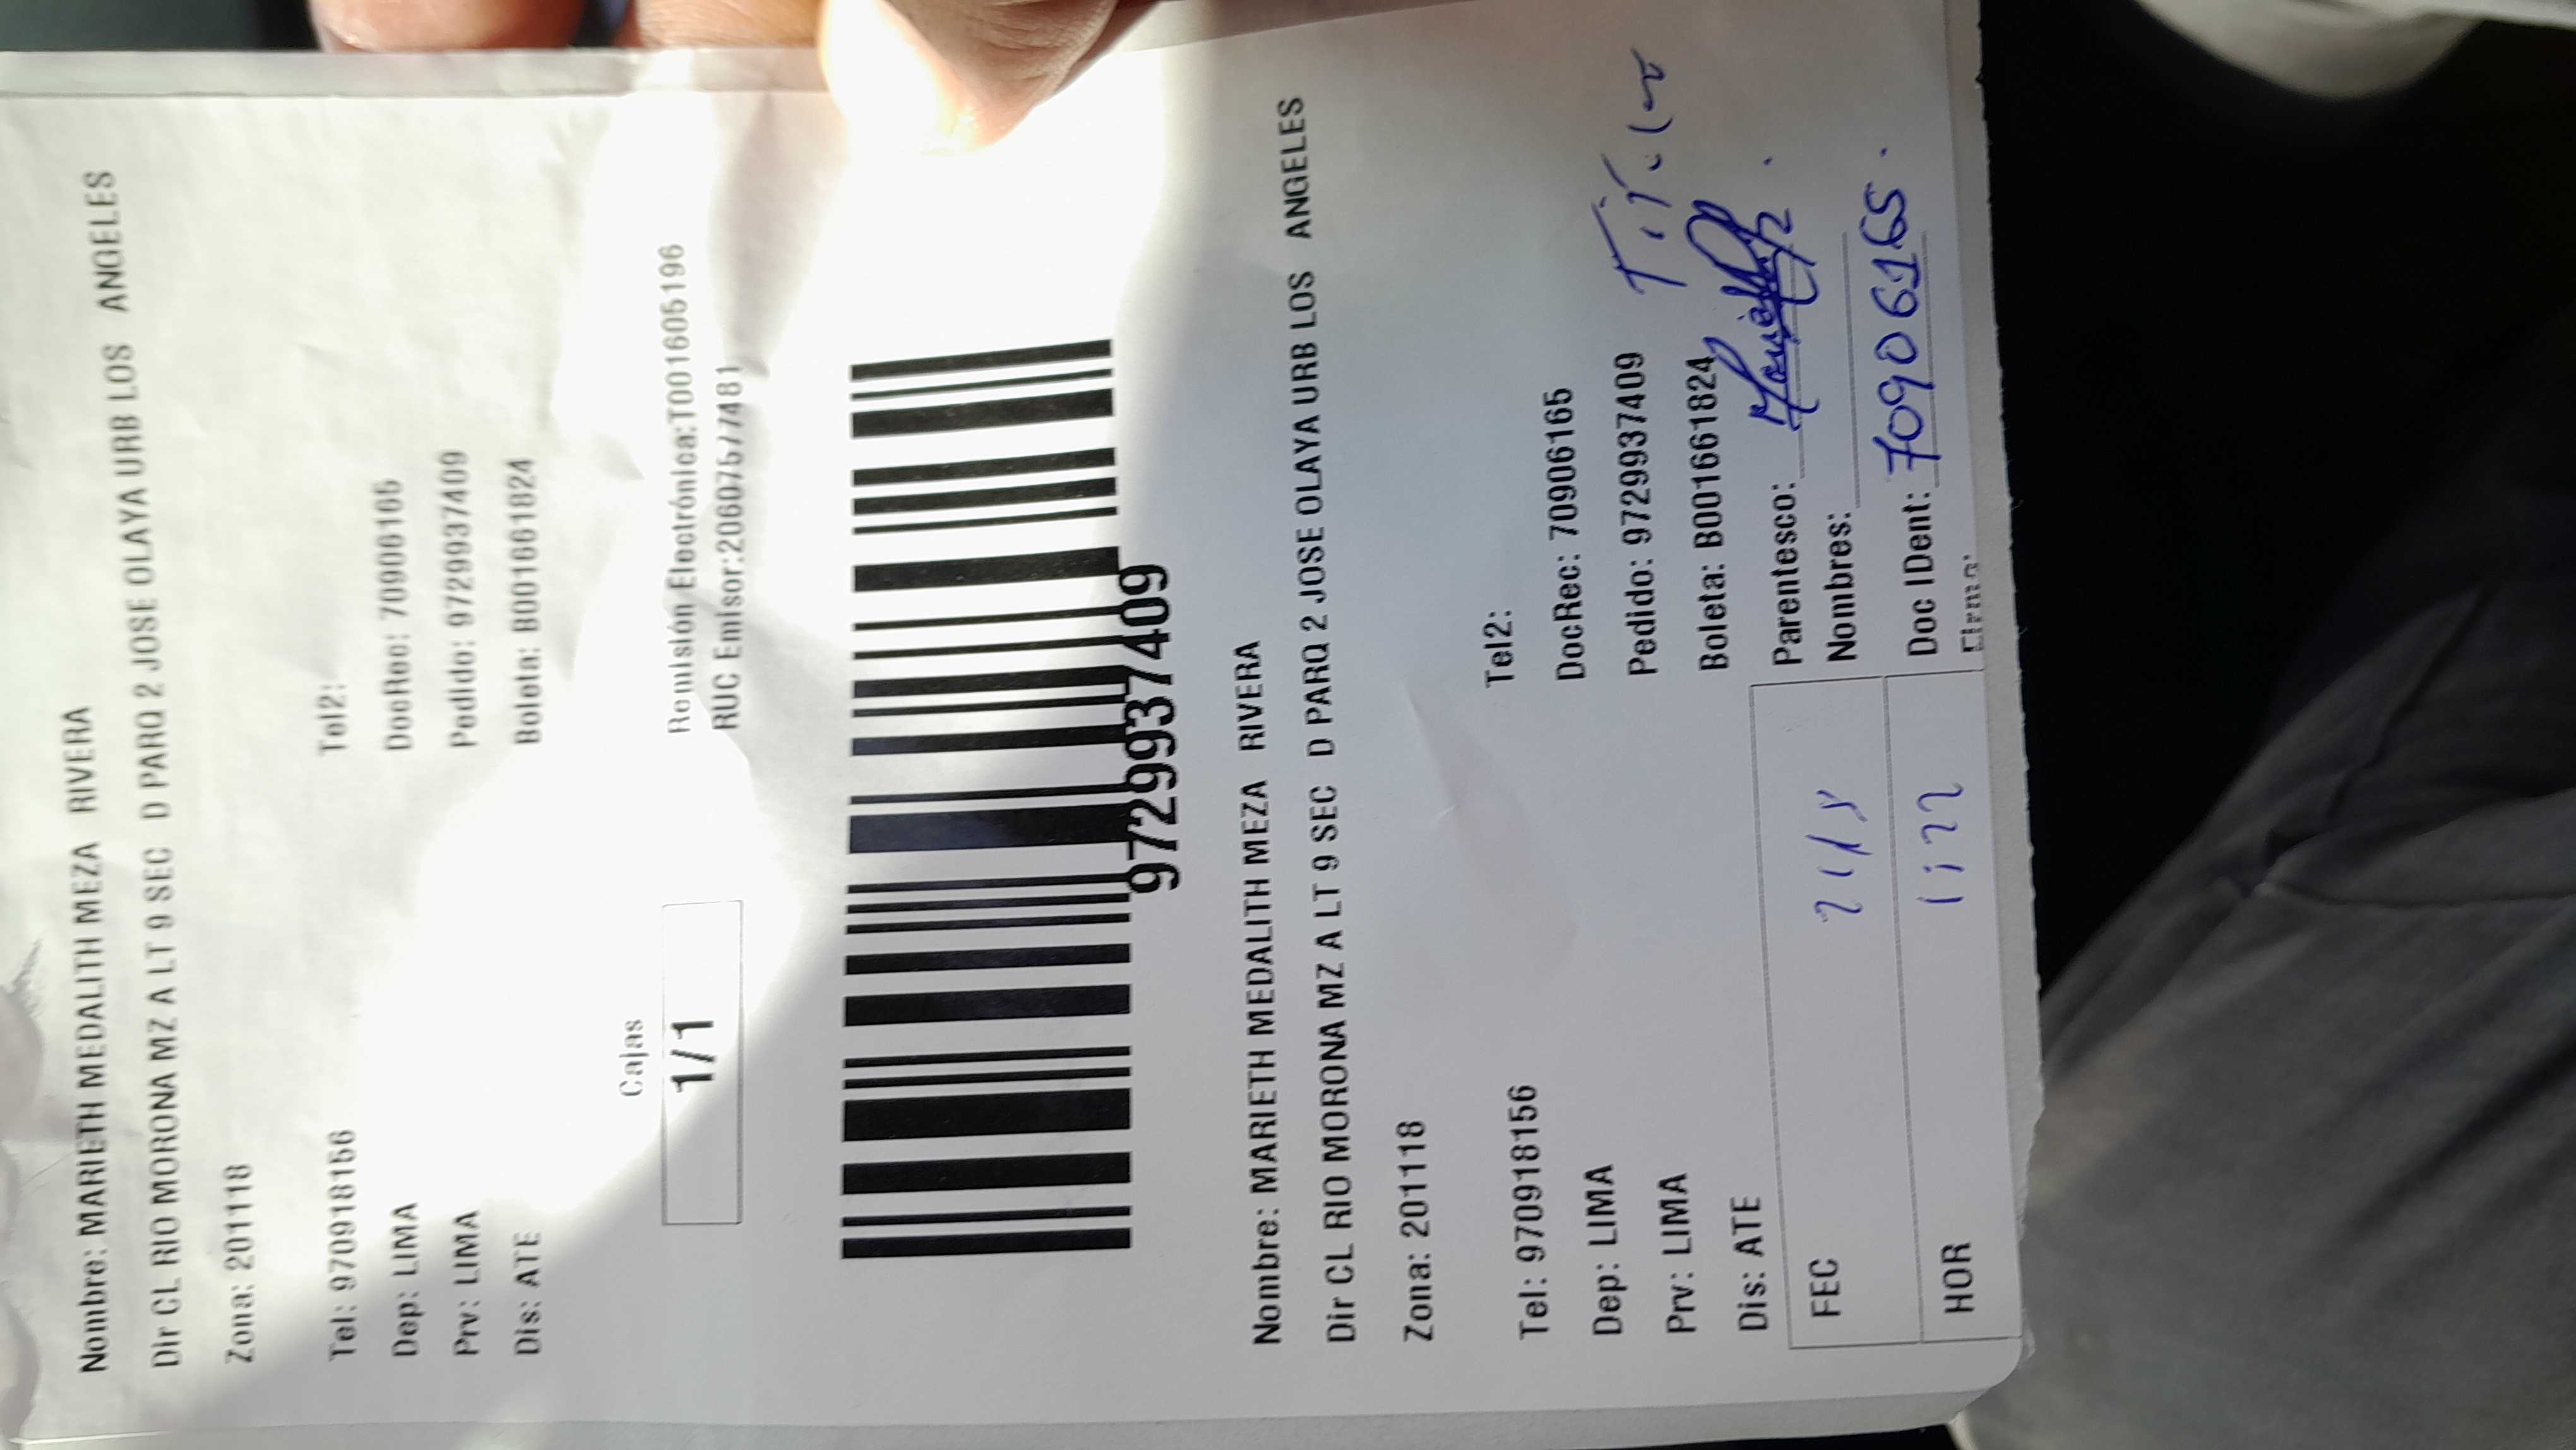 Nombre: MARIETH MEDALITH MEZA RIVERA
Dir CL RIO MORONA MZ A LT 9 SEC D PARQ 2 JOSE OLAYA URB LOS ANGELES
Zona: 201118
Tel: 970918156 Tel2:
Dep: LIMA DocRec: 70906165
Prv: LIMA Pedido: 9729937409
Dis: ATE Boleta: B001661824
Cajas
1/1
Remisión Electrónica:T001605196
RUC Emisor:20607577481
9729937409
Nombre: MARIETH MEDALITH MEZA RIVERA
Dir CL RIO MORONA MZ A LT 9 SEC D PARQ 2 JOSE OLAYA URB LOS ANGELES
Zona: 201118
Tel: 970918156 Tel2:
Dep: LIMA DocRec: 70906165
Prv: LIMA Pedido: 9729937409
Dis: ATE Boleta: B001661824
Parentesco:
Nombres:
FEC
Doc IDent: 70906165.
HOR 1:22
Firma: